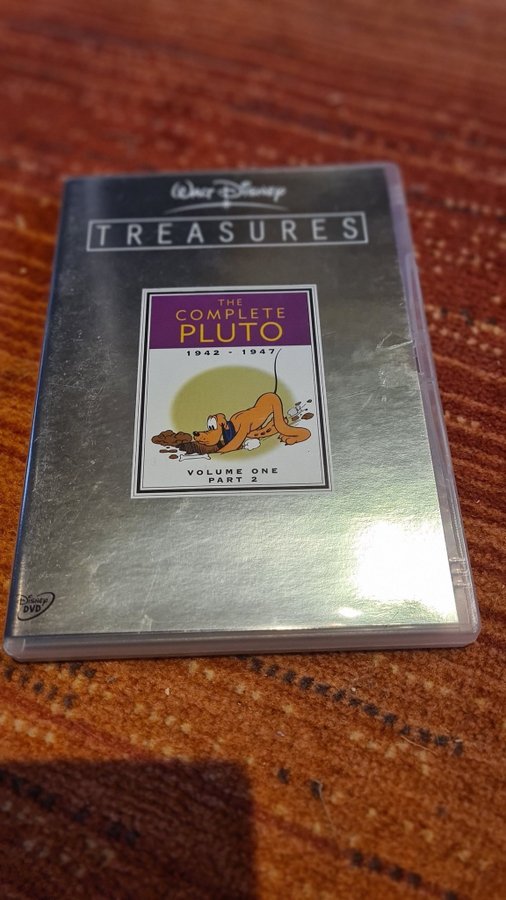 WALT DISNEY
TREASURES
THE
COMPLETE
PLUTO
1942 - 1947
VOLUME ONE
PART 2
DISNEY
DVD